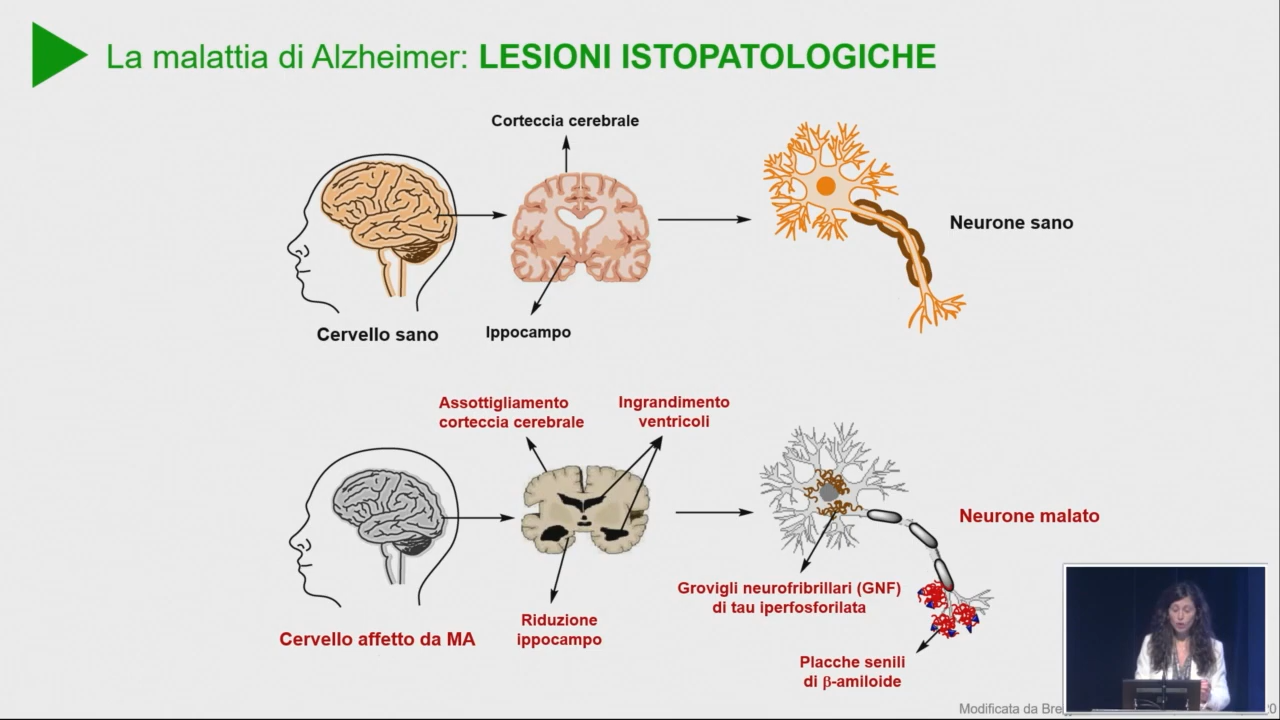 La malattia di Alzheimer: LESIONI ISTOPATOLOGICHE
Corteccia cerebrale
Neurone sano
Cervello sano
Ippocampo
Assottigliamento
corteccia cerebrale
Ingrandimento
ventricoli
Neurone malato
Grovigli neurofribrillari (GNF)
di tau iperfosforilata
Riduzione
ippocampo
Cervello affetto da MA
Placche senili
di β-amiloide
Modificata da